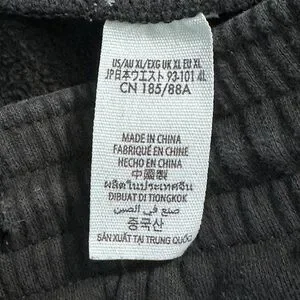 US/AU XL/EXG UK XL EU XL
JP日本ウエスト 93-101 4L
CN 185/88A
MADE IN CHINA
FABRIQUÉ EN CHINE
HECHO EN CHINA
中國製
ผลิตในประเทศจีน
DIBUAT DI TIONGKOK
صنع في الصين
중국산
SẢN XUẤT TẠI TRUNG QUỐC